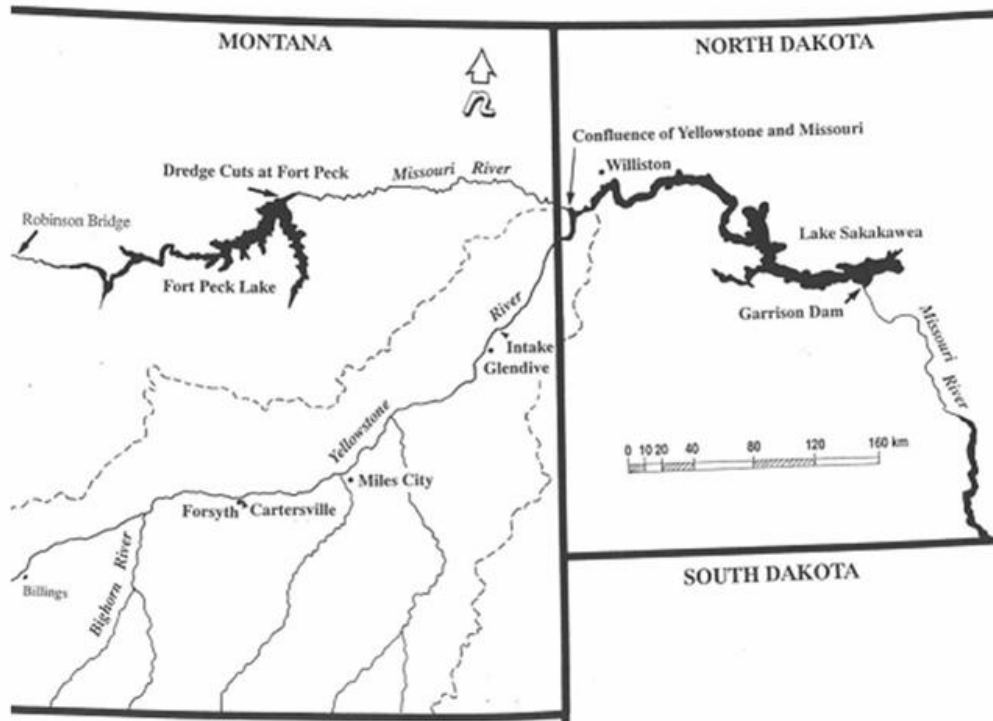 MONTANA
NORTH DAKOTA
n
Confluence of Yellowstone and Missouri
Williston
Dredge Cuts at Fort Peck
Missouri River
Robinson Bridge
Lake Sakakawea
Fort Peck Lake
Garrison Dam
River
Intake
Glendive
Missouri
River
Yellowstone
0 10 20 40 80 120 160 km
Miles City
Forsyth
Cartersville
SOUTH DAKOTA
Billings
Bighorn River